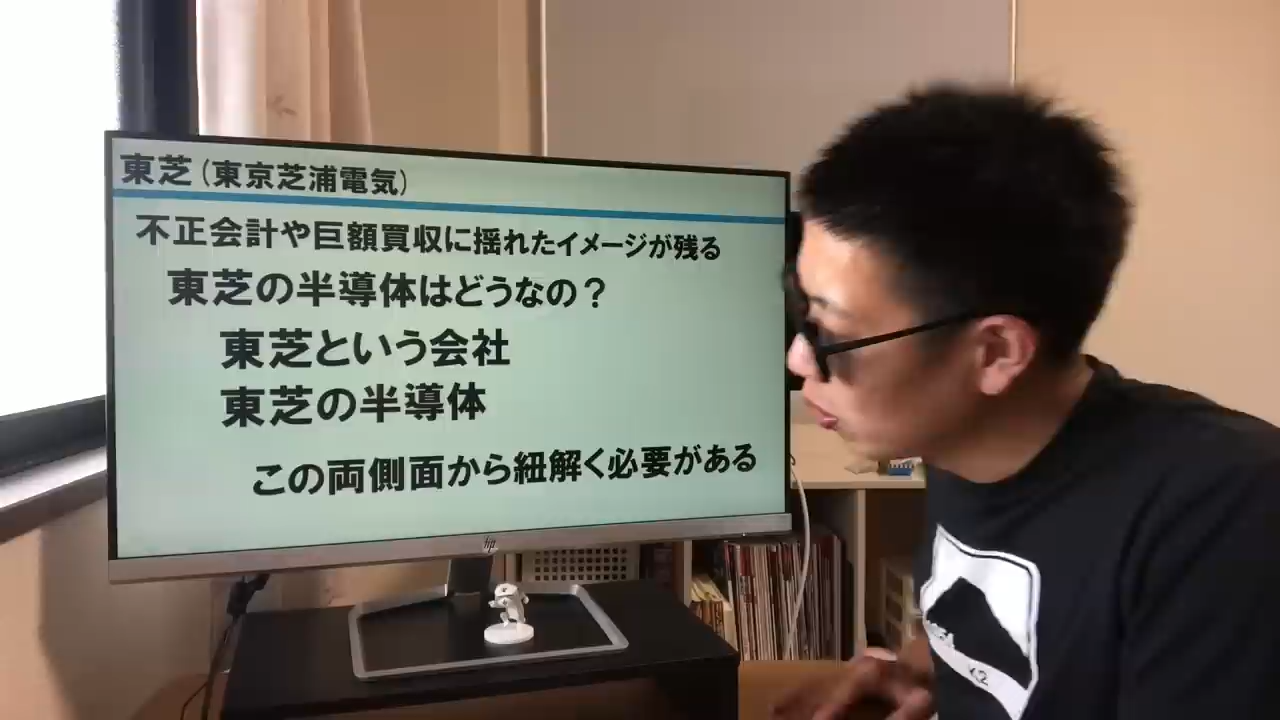 東芝(東京芝浦電気)
不正会計や巨額買収に揺れたイメージが残る
東芝の半導体はどうなの？
東芝という会社
東芝の半導体
この両側面から紐解く必要がある
hp
K2